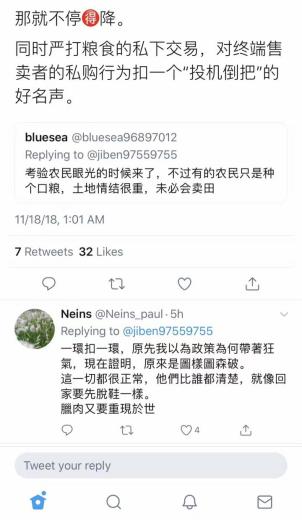 那就不停🉐降。
同时严打粮食的私下交易，对终端售
卖者的私购行为扣一个“投机倒把”的
好名声。
bluesea @bluesea96897012
Replying to @jiben97559755
考验农民眼光的时候来了，不过有的农民只是种
个口粮，土地情结很重，未必会卖田
11/18/18, 1:01 AM
7 Retweets 32 Likes
Neins @Neins_paul · 5h
Replying to @jiben97559755
一環扣一環，原先我以為政策為何帶著狂
氣，現在證明，原來是圖樣圖森破。
這一切都很正常，他們比誰都清楚，就像回
家要先脫鞋一樣。
臘肉又要重現於世
4
Tweet your reply